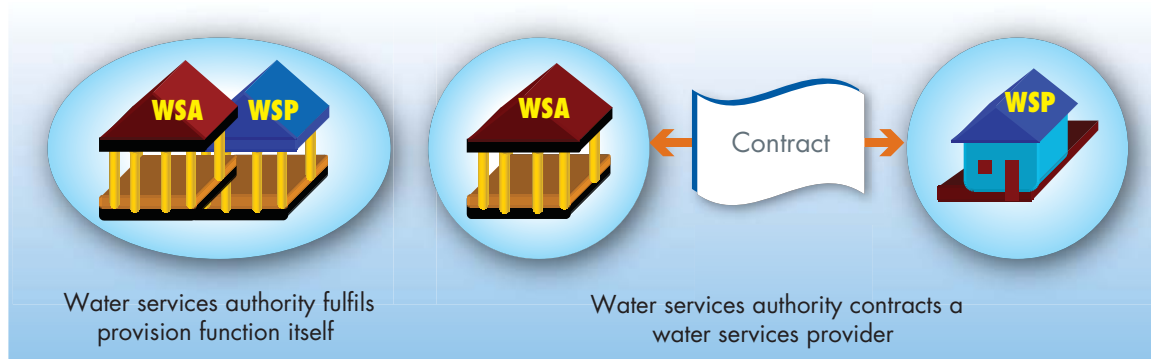 WSA
WSP
Water services authority fulfils
provision function itself
WSA
Contract
WSP
Water services authority contracts a
water services provider